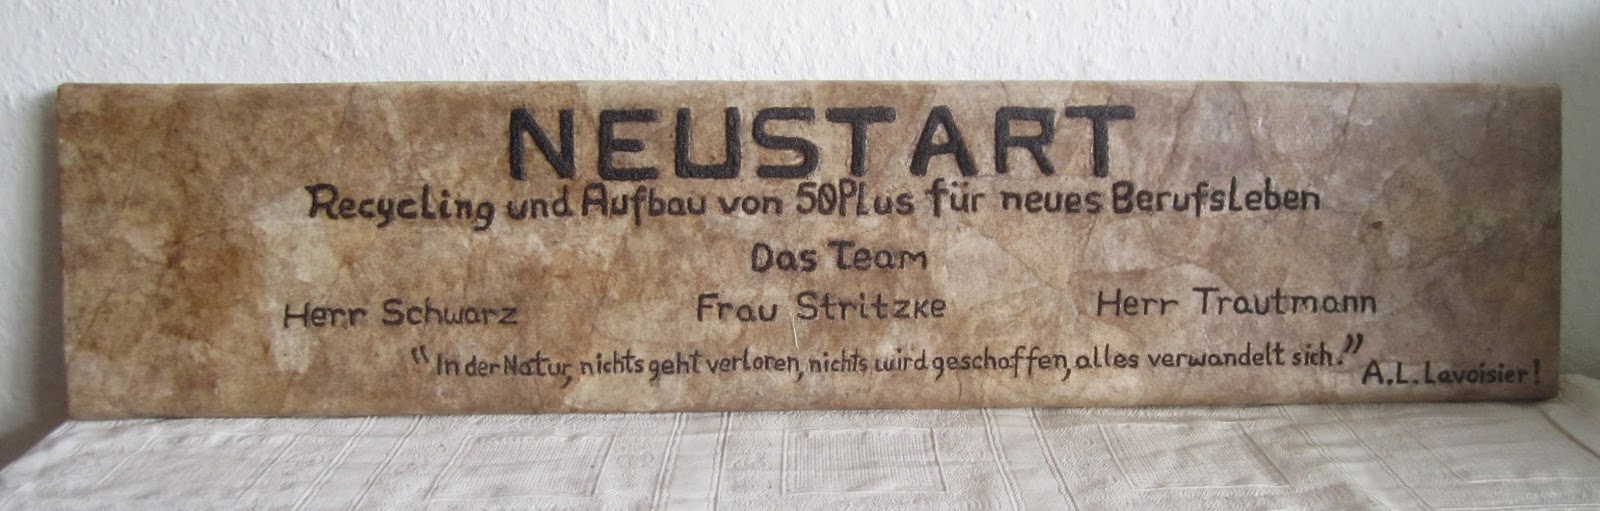 NEUSTART
Recycling und Aufbau von 50Plus für neues Berufsleben
Das Team
Herr Schwarz Frau Stritzke Herr Trautmann
"In der Natur, nichts geht verloren, nichts wird geschaffen, alles verwandelt sich."
A.L. Lavoisier!